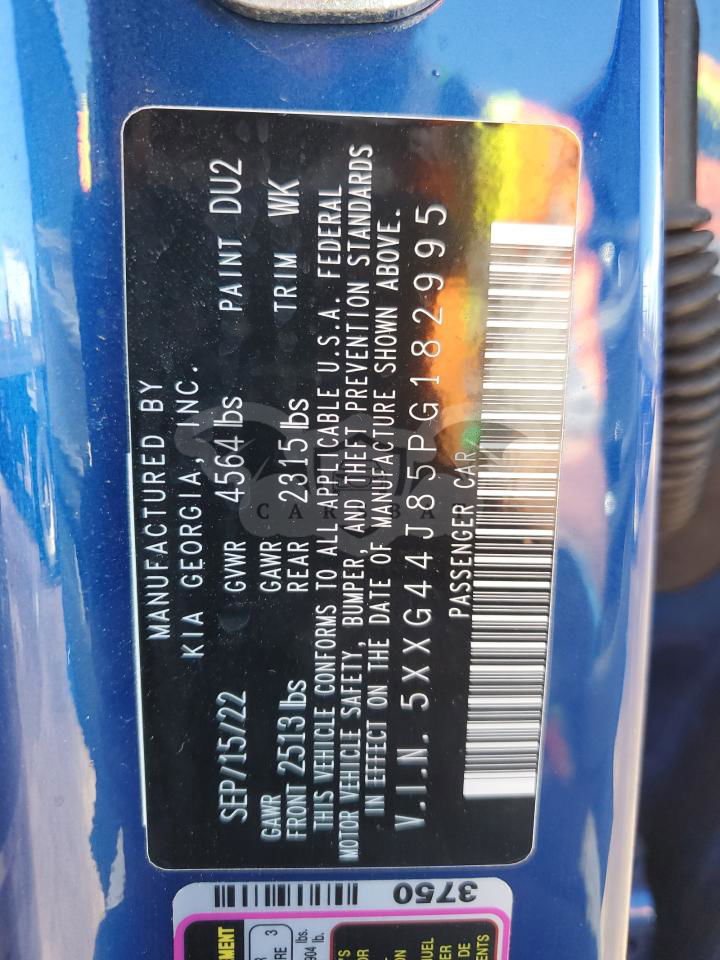 MANUFACTURED BY
KIA GEORGIA, INC.
SEP/15/22 GVWR 4564 lbs PAINT DU2
GAWR GAWR
FRONT 2513 lbs REAR 2315 lbs TRIM WK
THIS VEHICLE CONFORMS TO ALL APPLICABLE U.S.A. FEDERAL
MOTOR VEHICLE SAFETY, BUMPER, AND THEFT PREVENTION STANDARDS
IN EFFECT ON THE DATE OF MANUFACTURE SHOWN ABOVE.
V.I.N. 5XXG44J85PG182995
PASSENGER CAR
3750